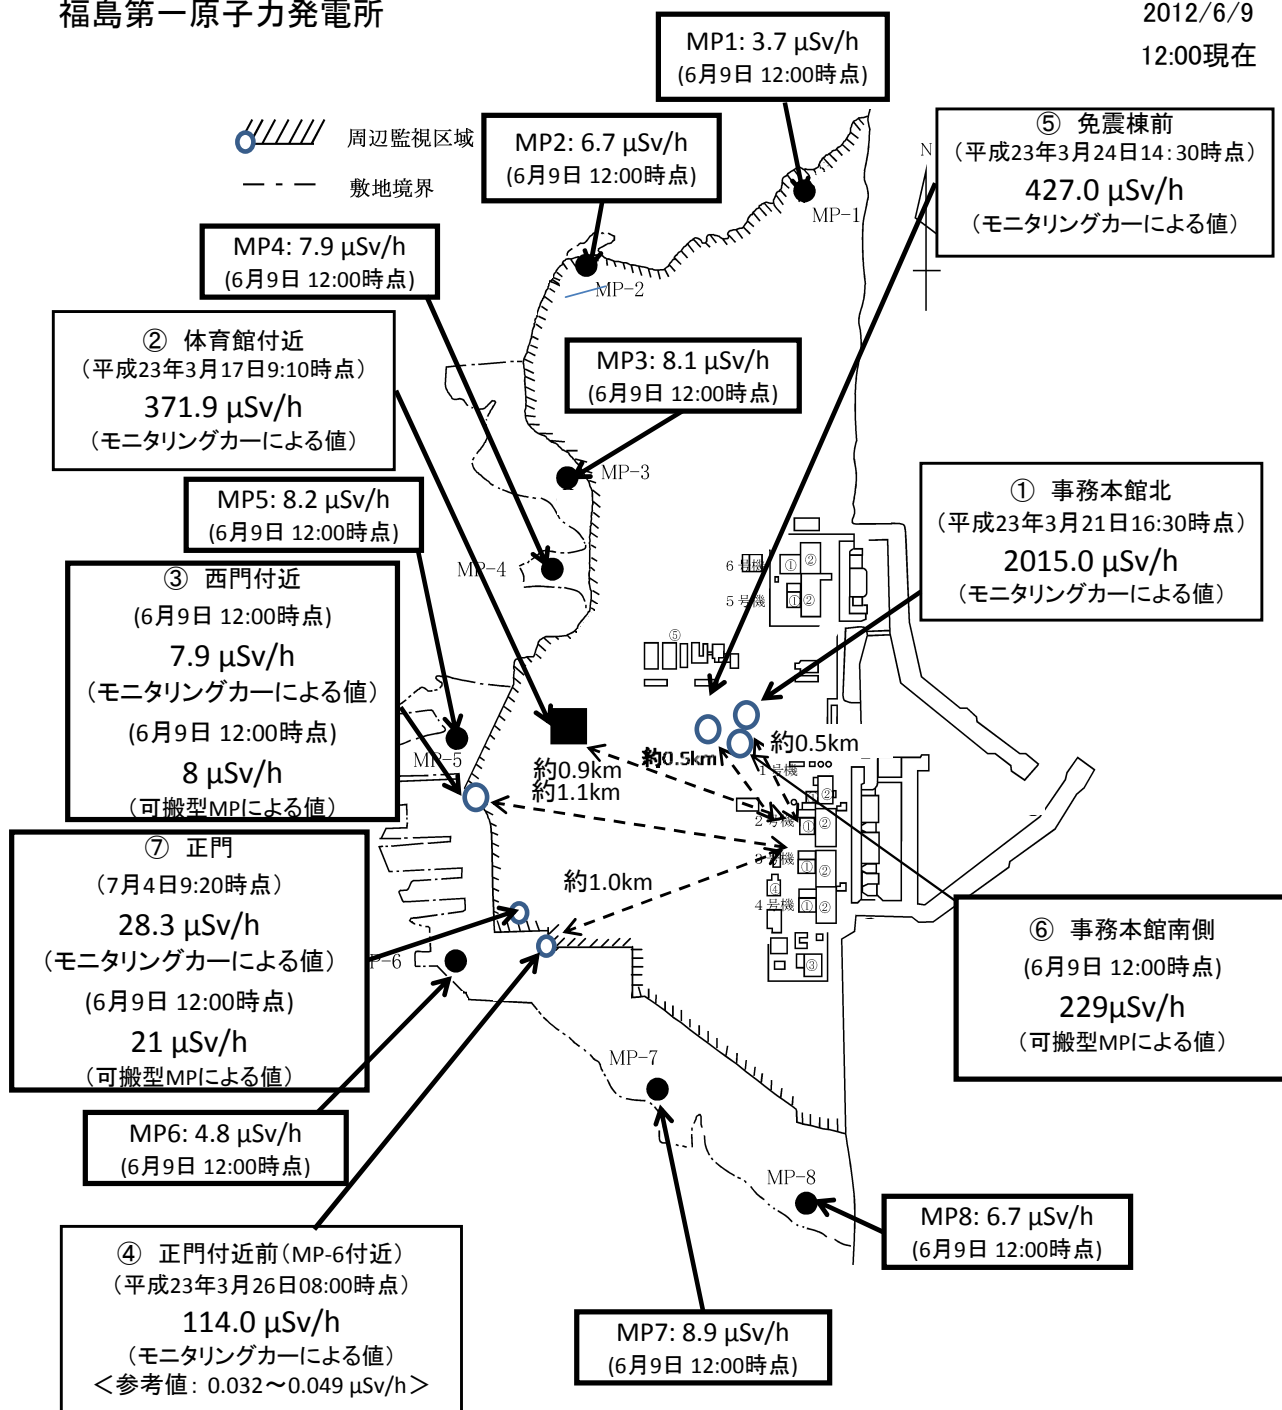 福島第一原子力発電所
2012/6/9
12:00現在
MP1: 3.7 μSv/h
(6月9日 12:00時点)
周辺監視区域
敷地境界
MP2: 6.7 μSv/h
(6月9日 12:00時点)
⑤ 免震棟前
(平成23年3月24日14:30時点)
427.0 μSv/h
(モニタリングカーによる値)
N
MP-1
MP4: 7.9 μSv/h
(6月9日 12:00時点)
MP-2
② 体育館付近
(平成23年3月17日9:10時点)
371.9 μSv/h
(モニタリングカーによる値)
MP3: 8.1 μSv/h
(6月9日 12:00時点)
MP-3
MP5: 8.2 μSv/h
(6月9日 12:00時点)
① 事務本館北
(平成23年3月21日16:30時点)
2015.0 μSv/h
(モニタリングカーによる値)
MP-4
6号機
① ②
5号機
① ②
③ 西門付近
(6月9日 12:00時点)
7.9 μSv/h
(モニタリングカーによる値)
(6月9日 12:00時点)
8 μSv/h
(可搬型MPによる値)
⑤
MP-5
約0.9km
約1.1km
約0.5km
約0.5km
1号機
②
2号機
① ②
3号機
① ②
④
4号機
① ②
③
約1.0km
⑦ 正門
(7月4日9:20時点)
28.3 μSv/h
(モニタリングカーによる値)
(6月9日 12:00時点)
21 μSv/h
(可搬型MPによる値)
P-6
⑥ 事務本館南側
(6月9日 12:00時点)
229μSv/h
(可搬型MPによる値)
MP-7
MP6: 4.8 μSv/h
(6月9日 12:00時点)
MP-8
MP8: 6.7 μSv/h
(6月9日 12:00時点)
④ 正門付近前(MP-6付近)
(平成23年3月26日08:00時点)
114.0 μSv/h
(モニタリングカーによる値)
<参考値: 0.032~0.049 μSv/h>
MP7: 8.9 μSv/h
(6月9日 12:00時点)